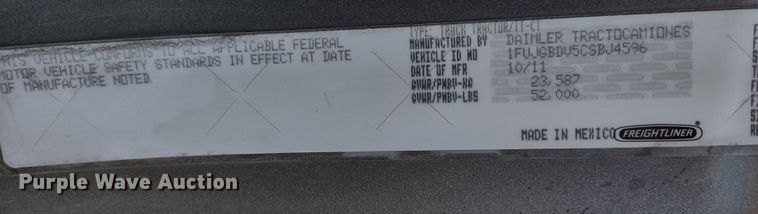 THIS VEHICLE CONFORMS TO ALL APPLICABLE FEDERAL
MOTOR VEHICLE SAFETY STANDARDS IN EFFECT AT DATE
OF MANUFACTURE NOTED.
TYPE: TRUCK TRACTOR/TT-CT
MANUFACTURED BY DAIMLER TRACTOCAMIONES
VEHICLE ID NO 1FUJGBDV5CSBJ4596
DATE OF MFR 10/11
GVWR/PNBV-KG 23,587
GVWR/PNBV-LBS 52,000
MADE IN MEXICO FREIGHTLINER
Purple Wave Auction